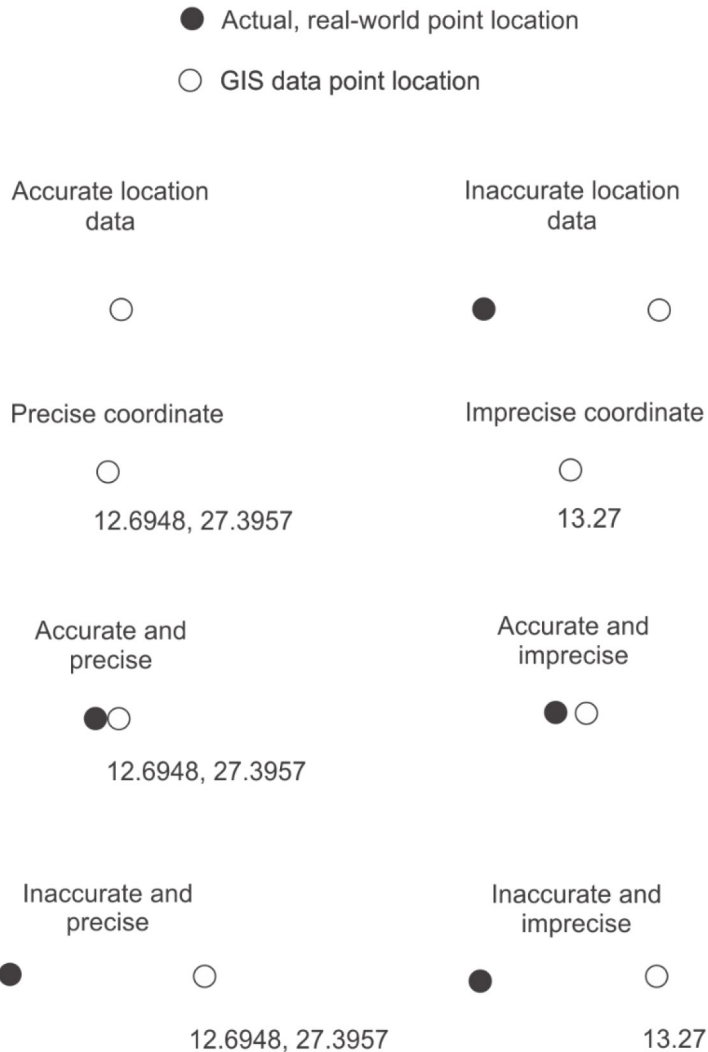 Actual, real-world point location
GIS data point location
Accurate location
data
Inaccurate location
data
Precise coordinate
Imprecise coordinate
12.6948, 27.3957
13.27
Accurate and
precise
Accurate and
imprecise
12.6948, 27.3957
Inaccurate and
precise
Inaccurate and
imprecise
12.6948, 27.3957
13.27